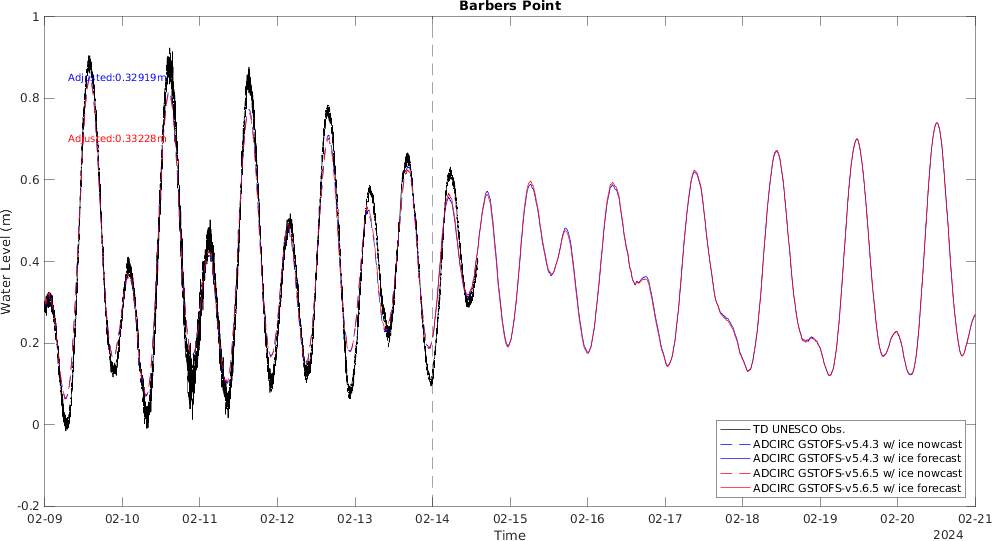 Barbers Point
1
0.8
0.6
0.4
0.2
0
-0.2
Water Level (m)
Adjusted:0.32919m
Adjusted:0.33228m
TD UNESCO Obs.
ADCIRC GSTOFS-v5.4.3 w/ ice nowcast
ADCIRC GSTOFS-v5.4.3 w/ ice forecast
ADCIRC GSTOFS-v5.6.5 w/ ice nowcast
ADCIRC GSTOFS-v5.6.5 w/ ice forecast
02-09 02-10 02-11 02-12 02-13 02-14 02-15 02-16 02-17 02-18 02-19 02-20 02-21
Time
2024